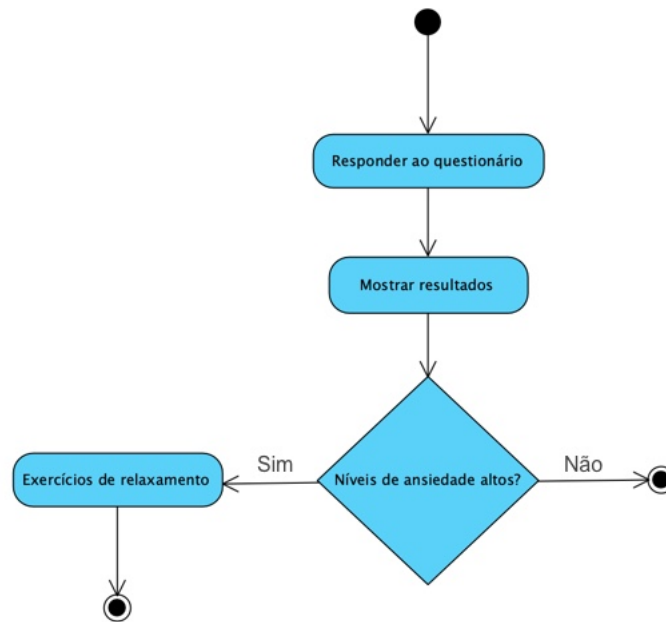 Responder ao questionário
Mostrar resultados
Níveis de ansiedade altos?
Sim
Não
Exercícios de relaxamento